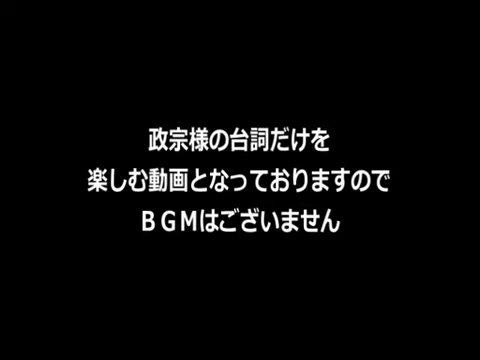 政宗様の台詞だけを
楽しむ動画となっておりますので
ＢＧＭはございません